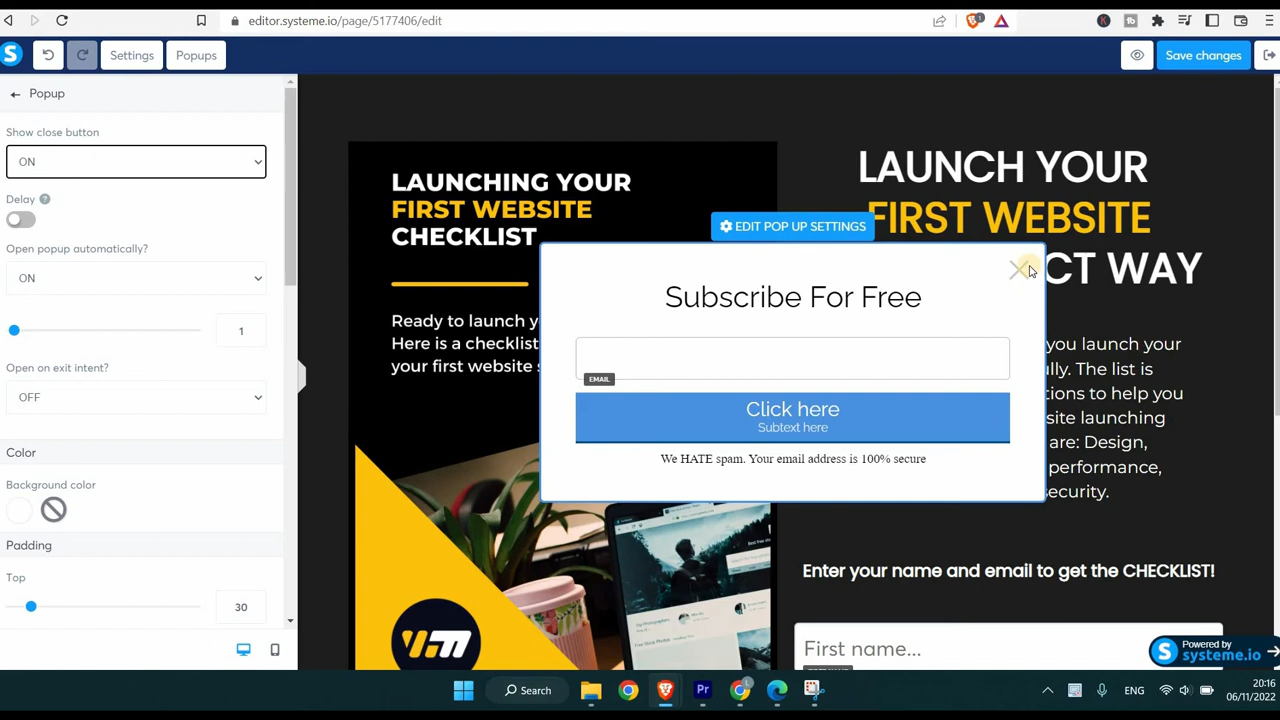 editor.systeme.io/page/5177406/edit
1
K
S
Settings
Popups
Save changes
Popup
Show close button
ON
Delay ?
Open popup automatically?
ON
1
Open on exit intent?
OFF
Color
Background color
Padding
Top
30
LAUNCHING YOUR
FIRST WEBSITE
CHECKLIST
Ready to launch y
Here is a checklist
your first website s
LAUNCH YOUR
FIRST WEBSITE
CT WAY
EDIT POP UP SETTINGS
Subscribe For Free
EMAIL
Click here
Subtext here
We HATE spam. Your email address is 100% secure
you launch your
ully. The list is
tions to help you
site launching
are: Design,
performance,
security.
Enter your name and email to get the CHECKLIST!
First name...
Powered by
S systeme.io
Search
Pr
L
ENG
20:16
06/11/2022